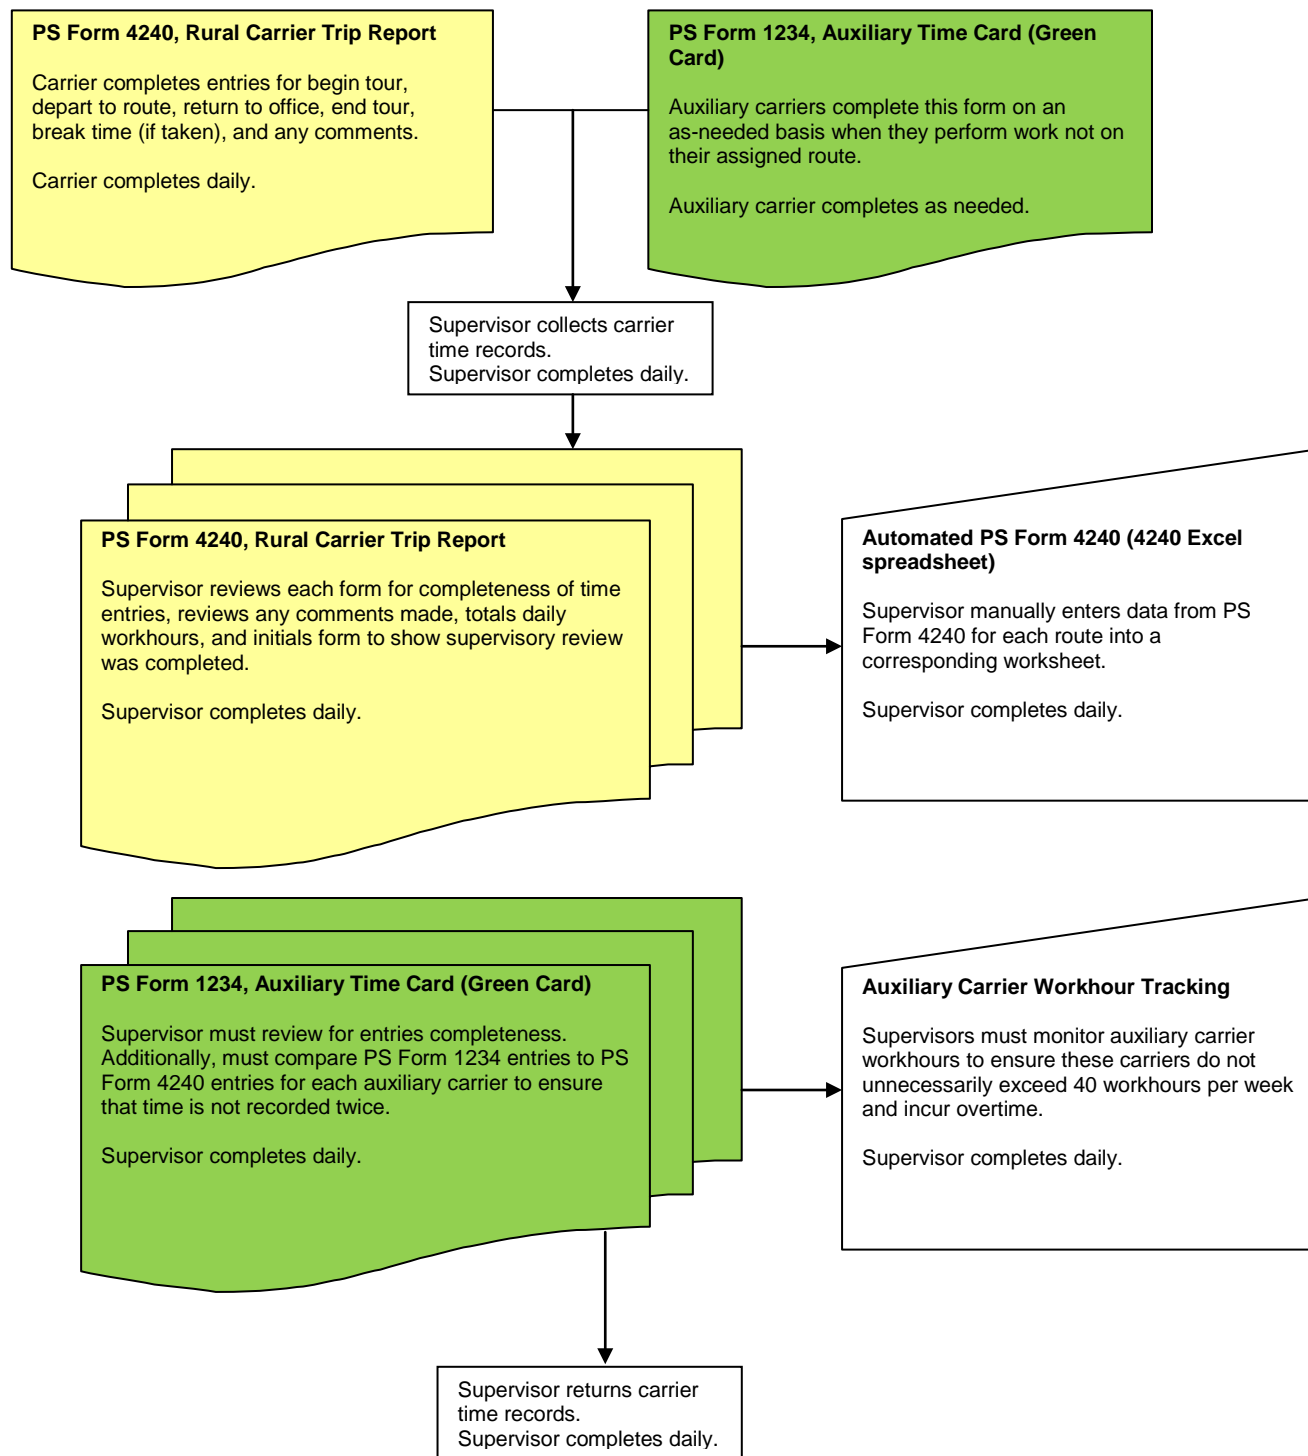 PS Form 4240, Rural Carrier Trip Report
Carrier completes entries for begin tour,
depart to route, return to office, end tour,
break time (if taken), and any comments.
Carrier completes daily.
PS Form 1234, Auxiliary Time Card (Green
Card)
Auxiliary carriers complete this form on an
as-needed basis when they perform work not on
their assigned route.
Auxiliary carrier completes as needed.
Supervisor collects carrier
time records.
Supervisor completes daily.
PS Form 4240, Rural Carrier Trip Report
Supervisor reviews each form for completeness of time
entries, reviews any comments made, totals daily
workhours, and initials form to show supervisory review
was completed.
Supervisor completes daily.
Automated PS Form 4240 (4240 Excel
spreadsheet)
Supervisor manually enters data from PS
Form 4240 for each route into a
corresponding worksheet.
Supervisor completes daily.
PS Form 1234, Auxiliary Time Card (Green Card)
Supervisor must review for entries completeness.
Additionally, must compare PS Form 1234 entries to PS
Form 4240 entries for each auxiliary carrier to ensure
that time is not recorded twice.
Supervisor completes daily.
Auxiliary Carrier Workhour Tracking
Supervisors must monitor auxiliary carrier
workhours to ensure these carriers do not
unnecessarily exceed 40 workhours per week
and incur overtime.
Supervisor completes daily.
Supervisor returns carrier
time records.
Supervisor completes daily.